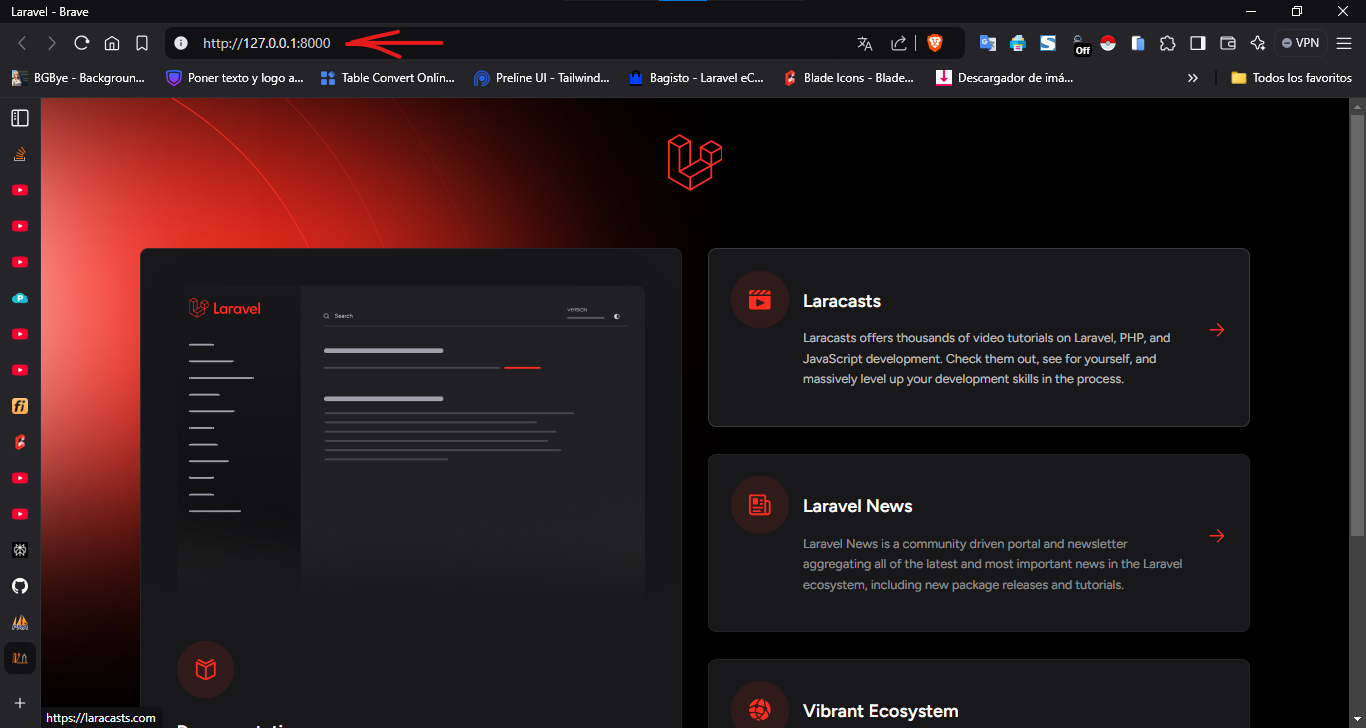 Laravel - Brave
http://127.0.0.1:8000
Off
VPN
BGBye - Backgroun...
Poner texto y logo a...
Table Convert Onlin...
Preline UI - Tailwind...
Bagisto - Laravel eC...
Blade Icons - Blade...
Descargador de imá...
»
Todos los favoritos
Laravel
Search
VERSION
Laracasts
Laracasts offers thousands of video tutorials on Laravel, PHP, and
JavaScript development. Check them out, see for yourself, and
massively level up your development skills in the process.
Laravel News
Laravel News is a community driven portal and newsletter
aggregating all of the latest and most important news in the Laravel
ecosystem, including new package releases and tutorials.
Vibrant Ecosystem
https://laracasts.com